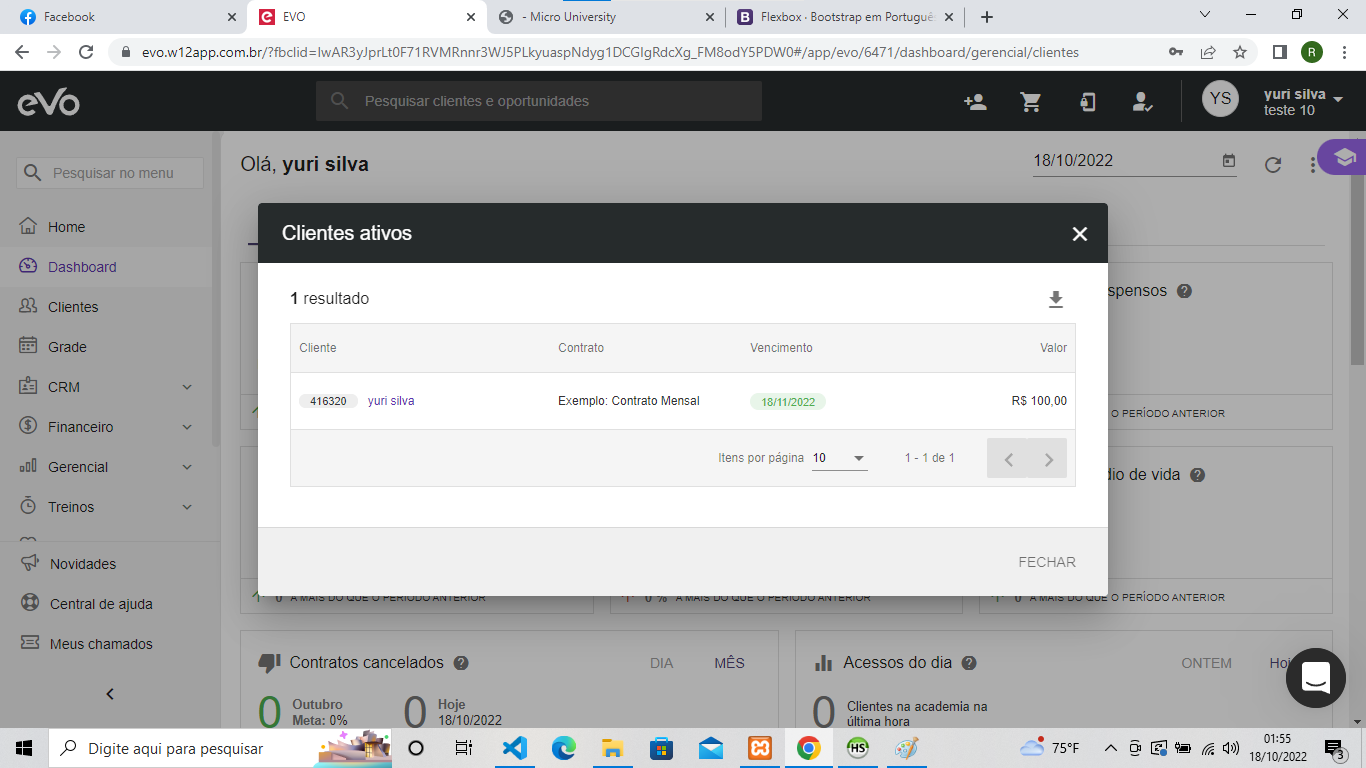 Facebook
EVO
- Micro University
Flexbox · Bootstrap em Português
evo.w12app.com.br/?fbclid=IwAR3yJprLt0F71RVMRnnr3WJ5PLkyuaspNdyg1DCGIgRdcXg_FM8odY5PDW0#/app/evo/6471/dashboard/gerencial/clientes
R
evo
Pesquisar clientes e oportunidades
YS
yuri silva
teste 10
Pesquisar no menu
Olá, yuri silva
18/10/2022
Home
Dashboard
Clientes
Grade
CRM
Financeiro
Gerencial
Treinos
Novidades
Central de ajuda
Meus chamados
Clientes ativos
1 resultado
Cliente Contrato Vencimento Valor
416320 yuri silva Exemplo: Contrato Mensal 18/11/2022 R$ 100,00
Itens por página 10 1 - 1 de 1
FECHAR
spensos
O PERÍODO ANTERIOR
dio de vida
0 A MAIS DO QUE O PERÍODO ANTERIOR
0 % A MAIS DO QUE O PERÍODO ANTERIOR
0 A MAIS DO QUE O PERÍODO ANTERIOR
Contratos cancelados DIA MÊS
0 Outubro
Meta: 0%
0 Hoje
18/10/2022
Acessos do dia ONTEM
0 Clientes na academia na
última hora
Digite aqui para pesquisar
HS
75°F
01:55
18/10/2022
3